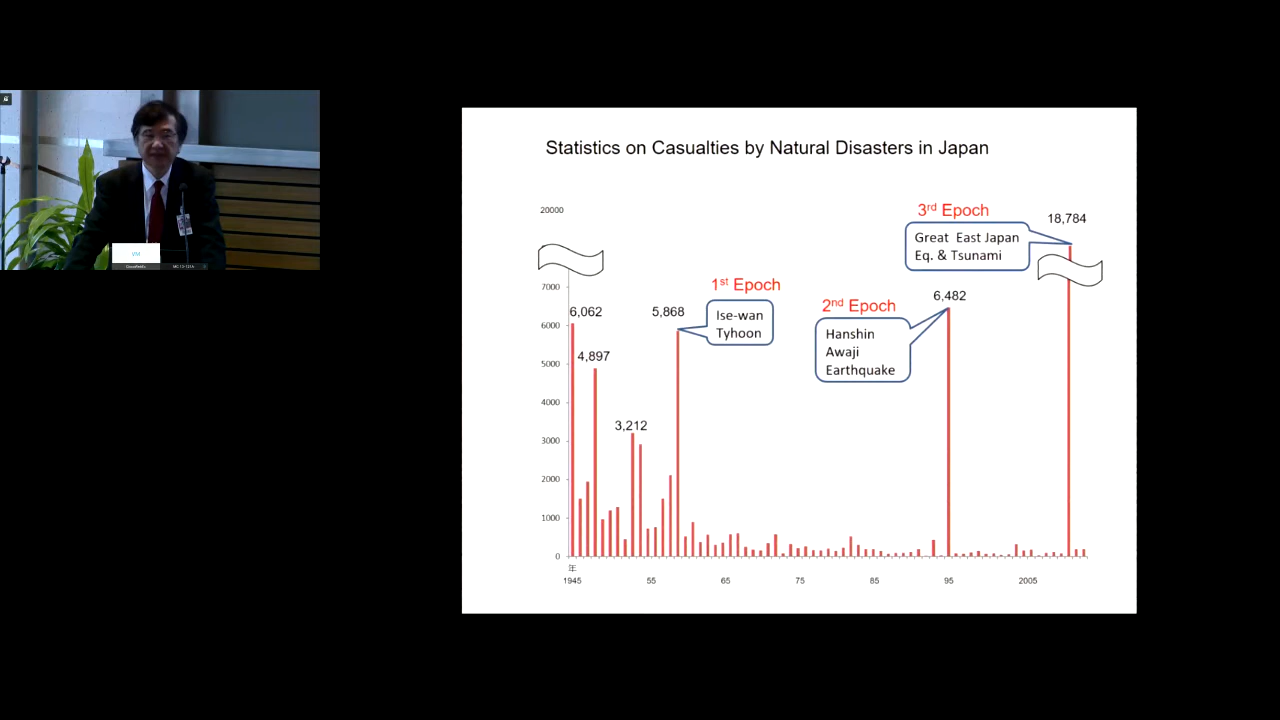 Statistics on Casualties by Natural Disasters in Japan
20000
3rd Epoch
18,784
Great East Japan
Eq. & Tsunami
7000
1st Epoch
6,062
5,868
Ise-wan
Tyhoon
2nd Epoch
6,482
Hanshin
Awaji
Earthquake
6000
5000
4,897
4000
3,212
3000
2000
1000
0
年
1945
55
65
75
85
95
2005
VM